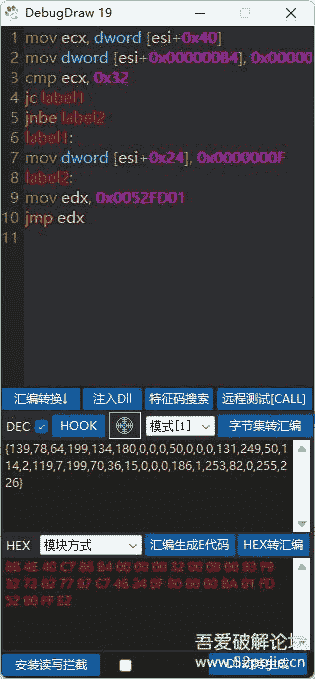 DebugDraw 19
1 mov ecx, dword [esi+0x40]
2 mov dword [esi+0x000000B4], 0x00000
3 cmp ecx, 0x32
4 jc label1
5 jnbe label2
6 label1:
7 mov dword [esi+0x24], 0x0000000F
8 label2:
9 mov edx, 0x0052FD01
10 jmp edx
11
汇编转换↓ 注入Dll 特征码搜索 远程测试[CALL]
DEC HOOK 模式[1] 字节集转汇编
{139,78,64,199,134,180,0,0,0,50,0,0,0,131,249,50,11
4,2,119,7,199,70,36,15,0,0,0,186,1,253,82,0,255,2
26}
HEX 模块方式 汇编生成E代码 HEX转汇编
8B 4E 40 C7 86 B4 00 00 00 32 00 00 00 83 F9
32 72 02 77 07 C7 46 24 0F 00 00 00 BA 01 FD
52 00 FF E2
安装读写拦截
吾爱破解论坛
www.52pojie.cn